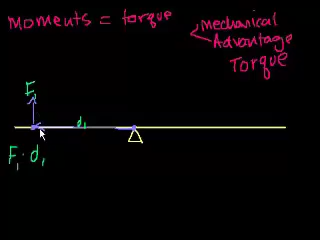 moments = torque
Mechanical
Advantage
Torque
F₁
d₁
F₁ · d₁